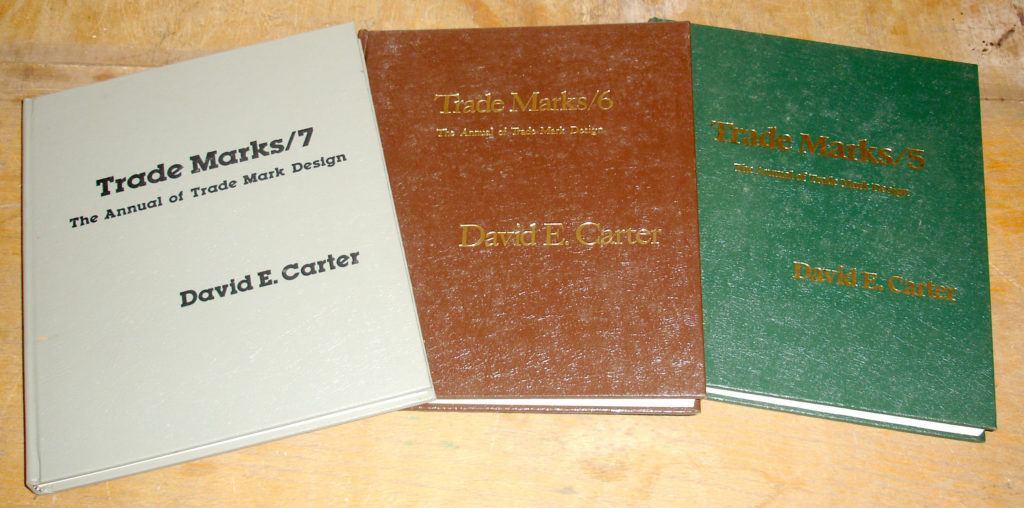 Trade Marks/7
The Annual of Trade Mark Design
David E. Carter
Trade Marks/6
The Annual of Trade Mark Design
David E. Carter
Trade Marks/5
The Annual of Trade Mark Design
David E. Carter